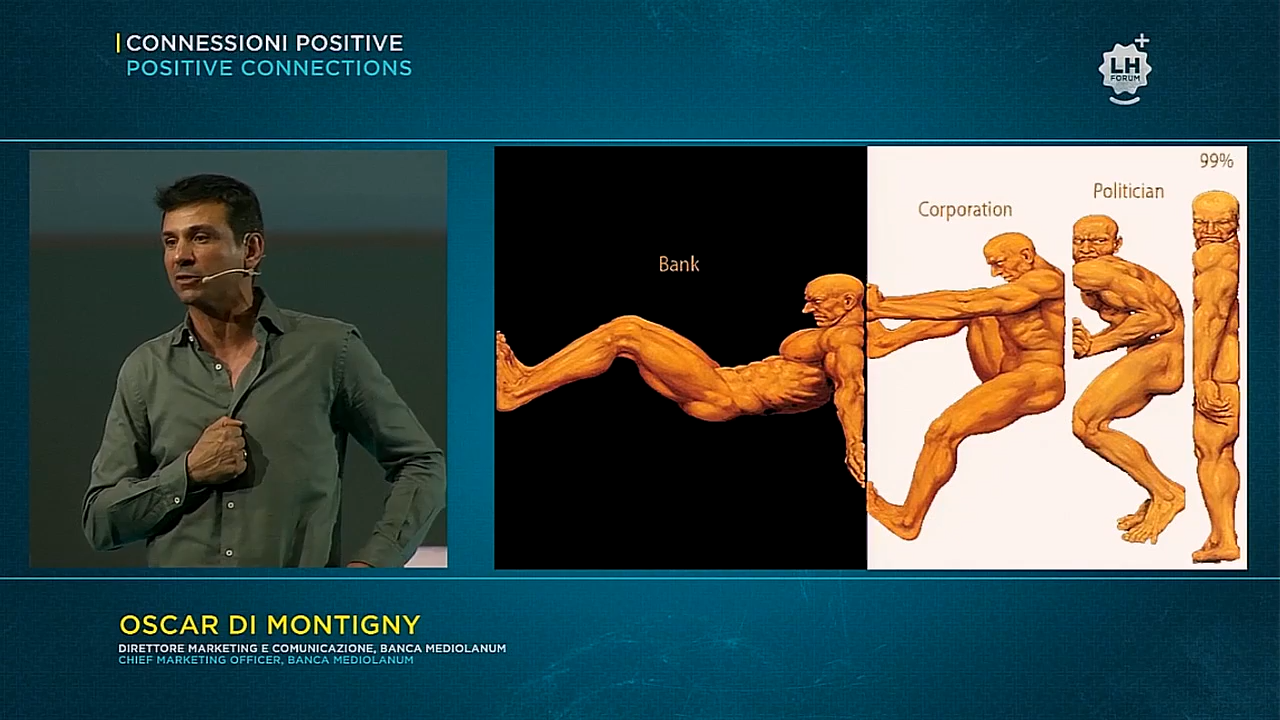 CONNESSIONI POSITIVE
POSITIVE CONNECTIONS
LH
FORUM
99%
Politician
Corporation
Bank
OSCAR DI MONTIGNY
DIRETTORE MARKETING E COMUNICAZIONE, BANCA MEDIOLANUM
CHIEF MARKETING OFFICER, BANCA MEDIOLANUM